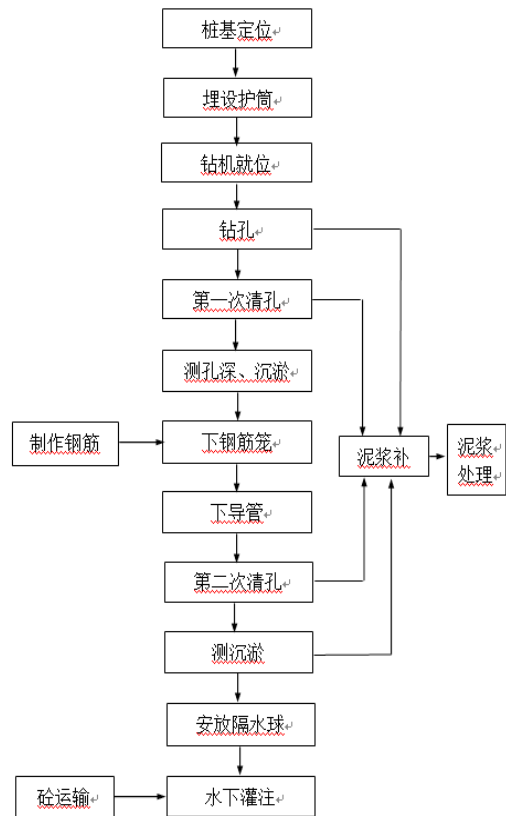 桩基定位
埋设护筒
钻机就位
钻孔
第一次清孔
测孔深、沉淤
制作钢筋
下钢筋笼
泥浆补
泥浆
处理
下导管
第二次清孔
测沉淤
安放隔水球
砼运输
水下灌注